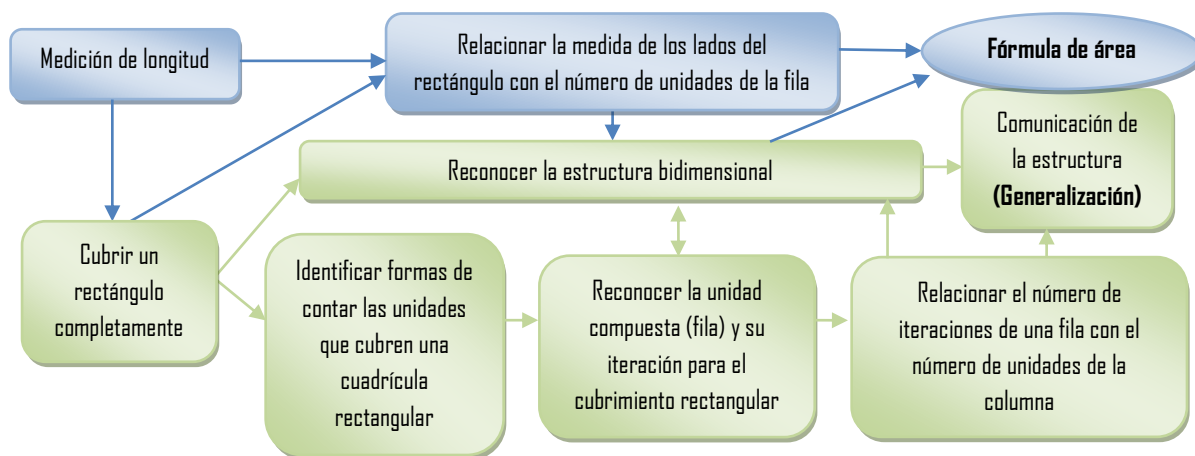 Medición de longitud
Relacionar la medida de los lados del
rectángulo con el número de unidades de la fila
Fórmula de área
Comunicación de
la estructura
(Generalización)
Reconocer la estructura bidimensional
Cubrir un
rectángulo
completamente
Identificar formas de
contar las unidades
que cubren una
cuadrícula
rectangular
Reconocer la unidad
compuesta (fila) y su
iteración para el
cubrimiento rectangular
Relacionar el número de
iteraciones de una fila con el
número de unidades de la
columna